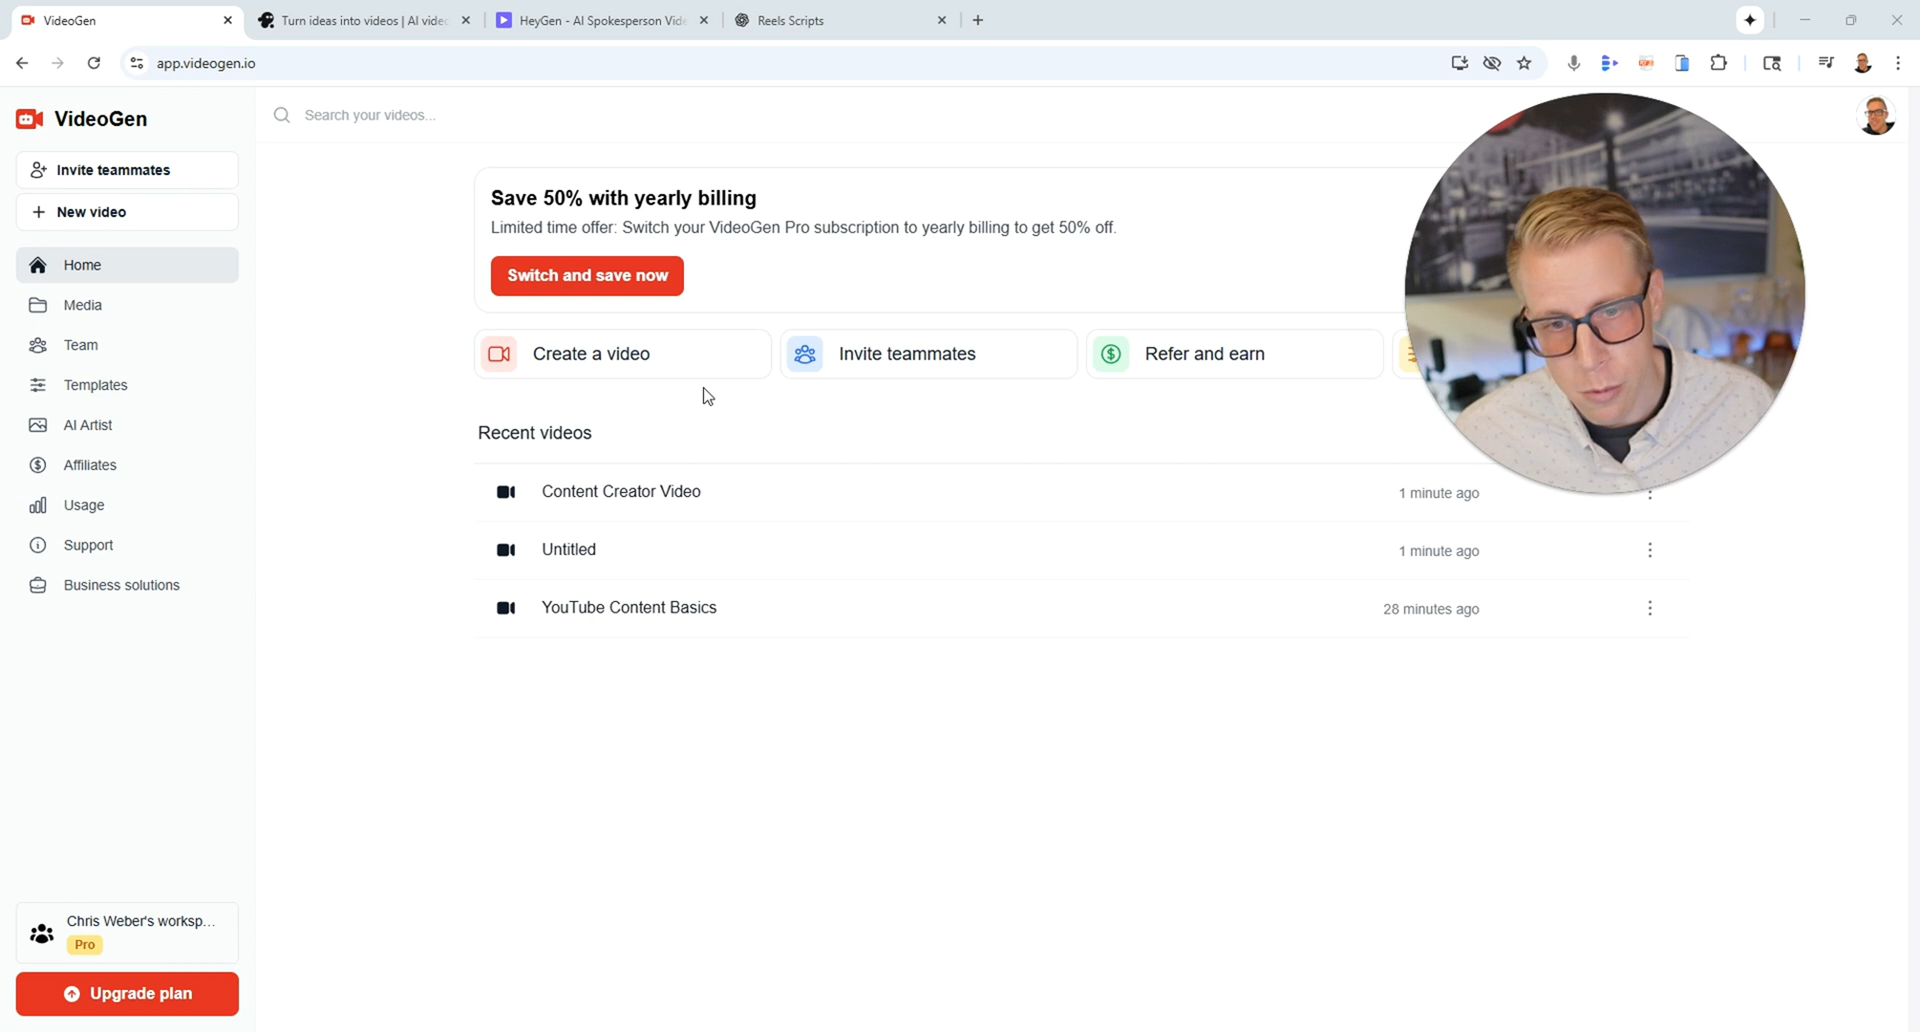 VideoGen
Turn ideas into videos | AI video
HeyGen - AI Spokesperson Vide
Reels Scripts
app.videogen.io
VideoGen
Search your videos...
Invite teammates
New video
Home
Media
Team
Templates
AI Artist
Affiliates
Usage
Support
Business solutions
Save 50% with yearly billing
Limited time offer: Switch your VideoGen Pro subscription to yearly billing to get 50% off.
Switch and save now
Create a video
Invite teammates
Refer and earn
Recent videos
Content Creator Video
1 minute ago
Untitled
1 minute ago
YouTube Content Basics
28 minutes ago
Chris Weber's worksp...
Pro
Upgrade plan